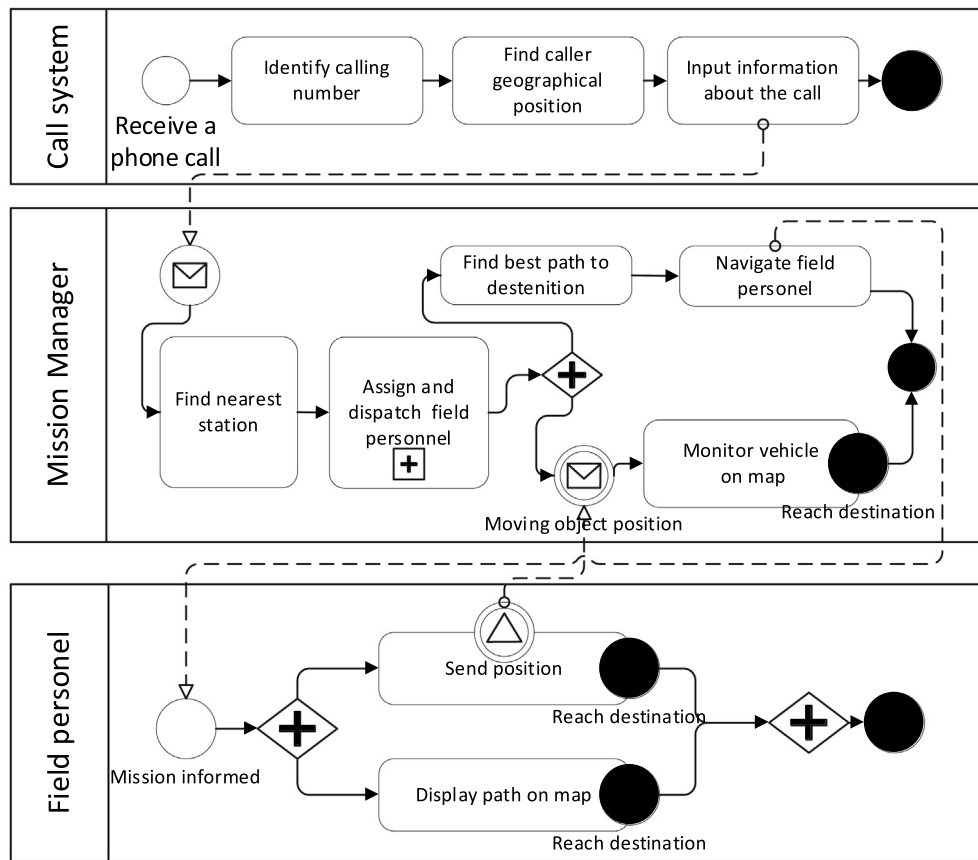 Call system
Identify calling
number
Find caller
geographical
position
Input information
about the call
Receive a
phone call
Mission Manager
Find best path to
destenition
Navigate field
personel
Find nearest
station
Assign and
dispatch field
personnel
Monitor vehicle
on map
Moving object position
Reach destination
Field personel
Send position
Reach destination
Mission informed
Display path on map
Reach destination